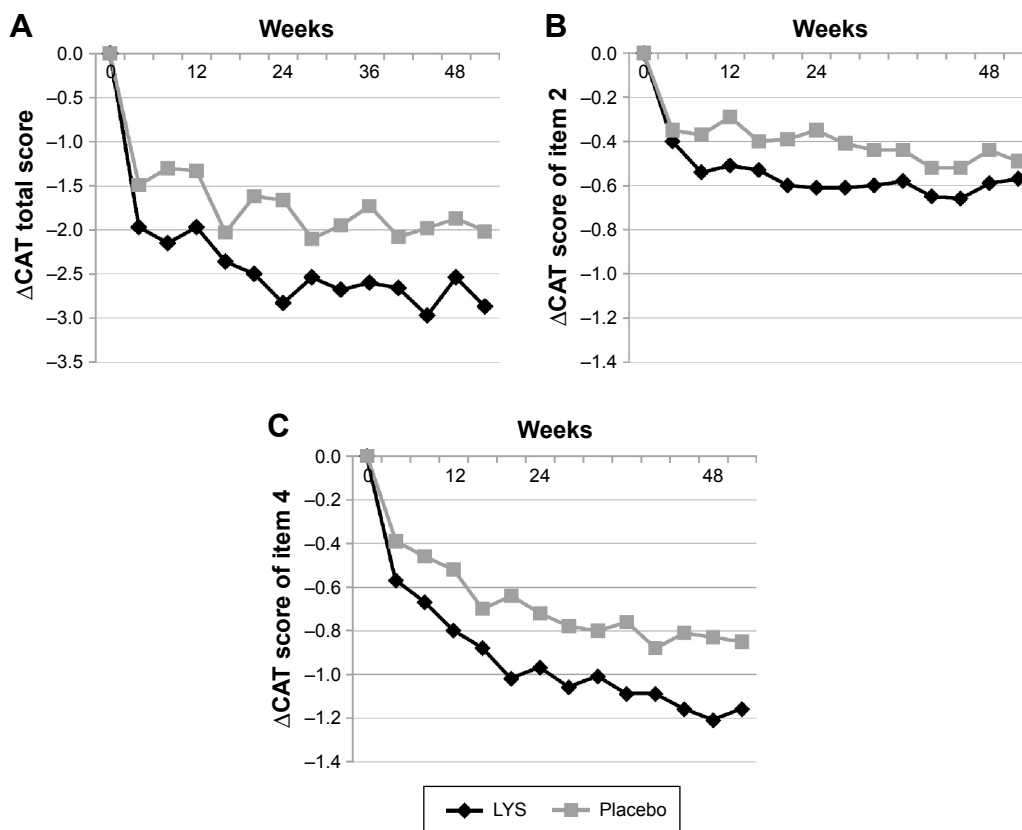 A
Weeks
0.0
–0.5
–1.0
–1.5
–2.0
–2.5
–3.0
–3.5
0 12 24 36 48
ΔCAT total score
B
Weeks
0.0
–0.2
–0.4
–0.6
–0.8
–1.0
–1.2
–1.4
0 12 24 48
ΔCAT score of item 2
C
Weeks
0.0
–0.2
–0.4
–0.6
–0.8
–1.0
–1.2
–1.4
0 12 24 48
ΔCAT score of item 4
LYS Placebo